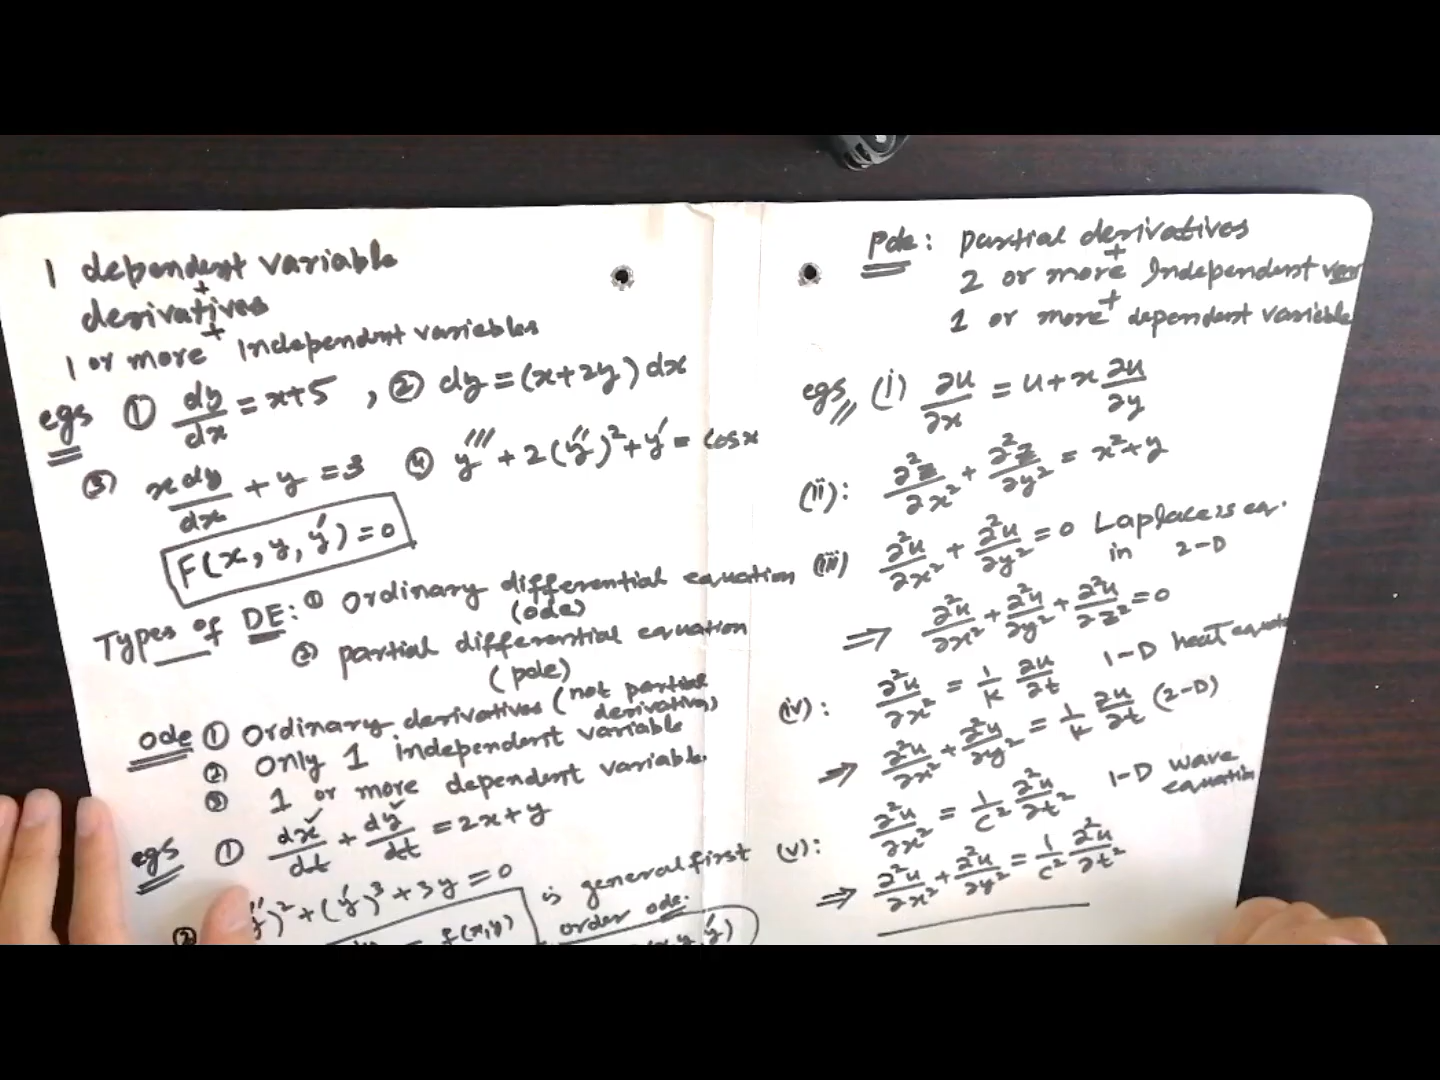 1 dependent variable
+
derivatives
+
1 or more Independent variables
egs ① dy/dx = x+5 , ② dy = (x+2y) dx
③ x dy/dx + y = 3 ④ y''' + 2(y'')² + y' = cosx
F(x, y, y') = 0
Types of DE: ① Ordinary differential equation
(ode)
② partial differential equation
(pde)
ode ① Ordinary derivatives (not partial
derivatives)
② Only 1 independent variable
③ 1 or more dependent variable
egs ① dx/dt + dy/dt = 2x+y
② y'')² + (y')³ + 3y = 0
= f(x,y)
is general first
order ode.
y, y')
Pde: Partial derivatives
+
2 or more Independent var
+
1 or more dependent variable
egs (i) ∂u/∂x = u + x ∂u/∂y
(ii): ∂²z/∂x² + ∂²z/∂y² = x²+y
(iii) ∂²u/∂x² + ∂²u/∂y² = 0 Laplace's eq.
in 2-D
⇒ ∂²u/∂x² + ∂²u/∂y² + ∂²u/∂z² = 0
(iv): ∂²u/∂x² = 1/k ∂u/∂t 1-D heat equat
⇒ ∂²u/∂x² + ∂²u/∂y² = 1/k ∂u/∂t (2-D)
(v): ∂²u/∂x² = 1/c² ∂²u/∂t² 1-D wave
equation
⇒ ∂²u/∂x² + ∂²u/∂y² = 1/c² ∂²u/∂t²